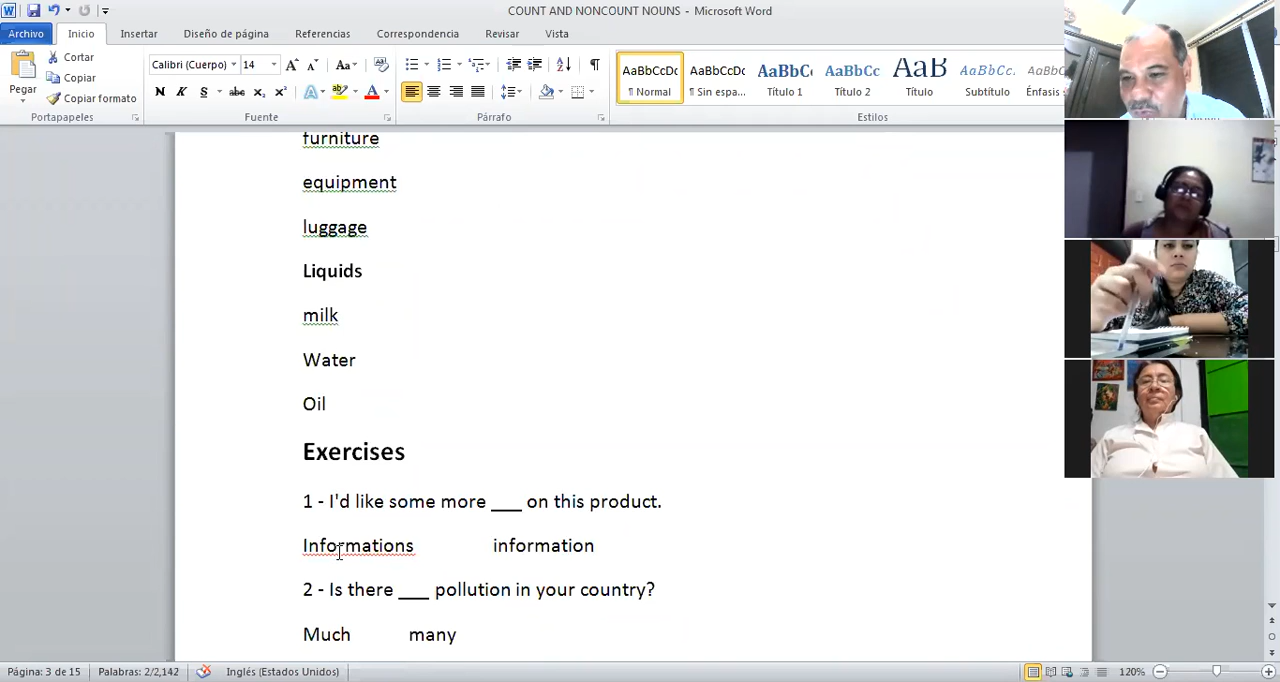 COUNT AND NONCOUNT NOUNS - Microsoft Word
Archivo Inicio Insertar Diseño de página Referencias Correspondencia Revisar Vista
Pegar
Cortar
Copiar
Copiar formato
Portapapeles
Calibri (Cuerpo) 14
Fuente
Párrafo
AaBbCcDc AaBbCcDc AaBbC AaBbCc AaB AaBbCc AaBbCc
¶ Normal ¶ Sin espa... Título 1 Título 2 Título Subtítulo Énfasis
Estilos
furniture
equipment
luggage
Liquids
milk
Water
Oil
Exercises
1 - I'd like some more ___ on this product.
Informations information
2 - Is there ___ pollution in your country?
Much many
Página: 3 de 15 Palabras: 2/2,142 Inglés (Estados Unidos) 120%